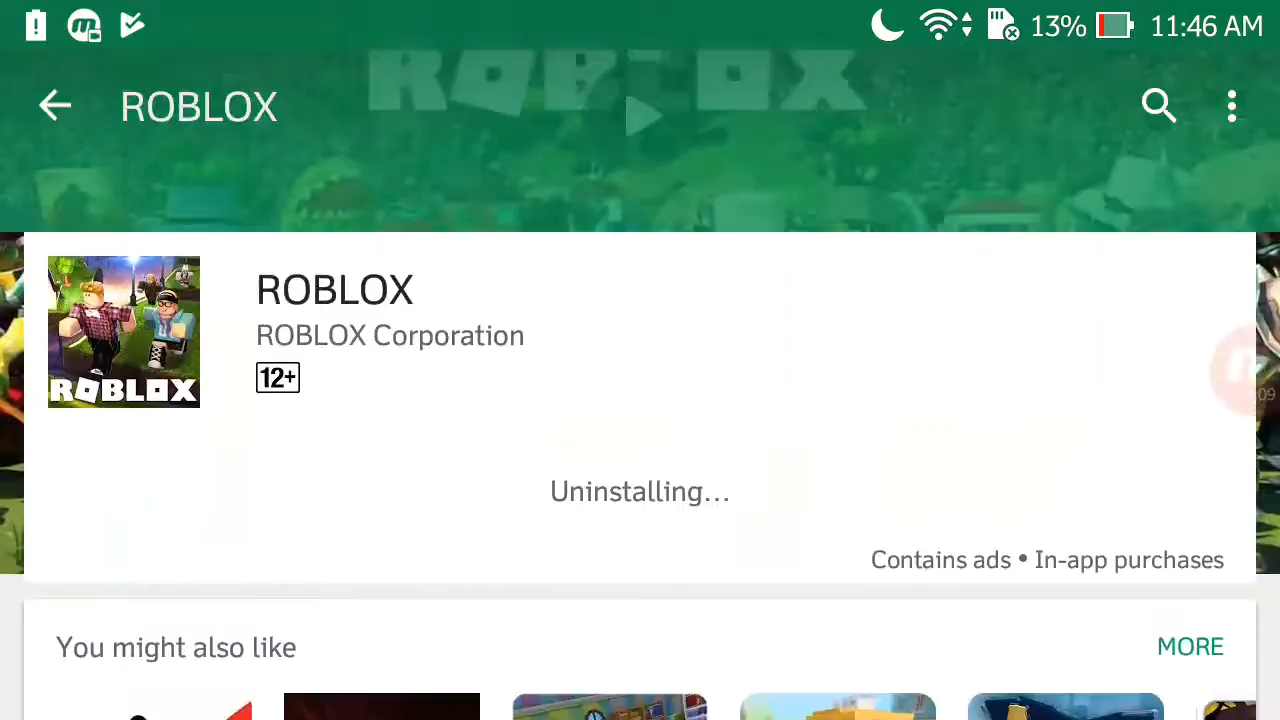 13% 11:46 AM
ROBLOX
ROBLOX
ROBLOX
ROBLOX Corporation
12+
ROBLOX
Uninstalling...
Contains ads • In-app purchases
You might also like
MORE